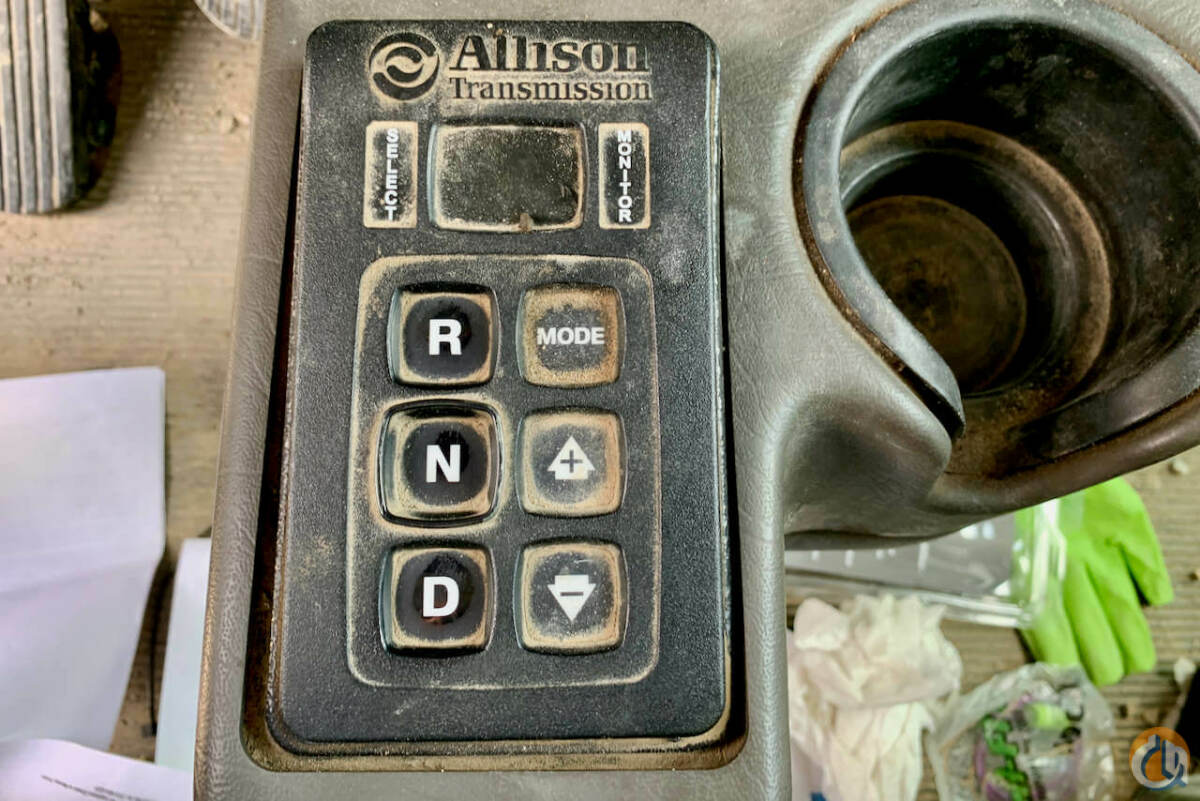 Allison
Transmission
SELECT
MONITOR
R
MODE
N
+
D
-